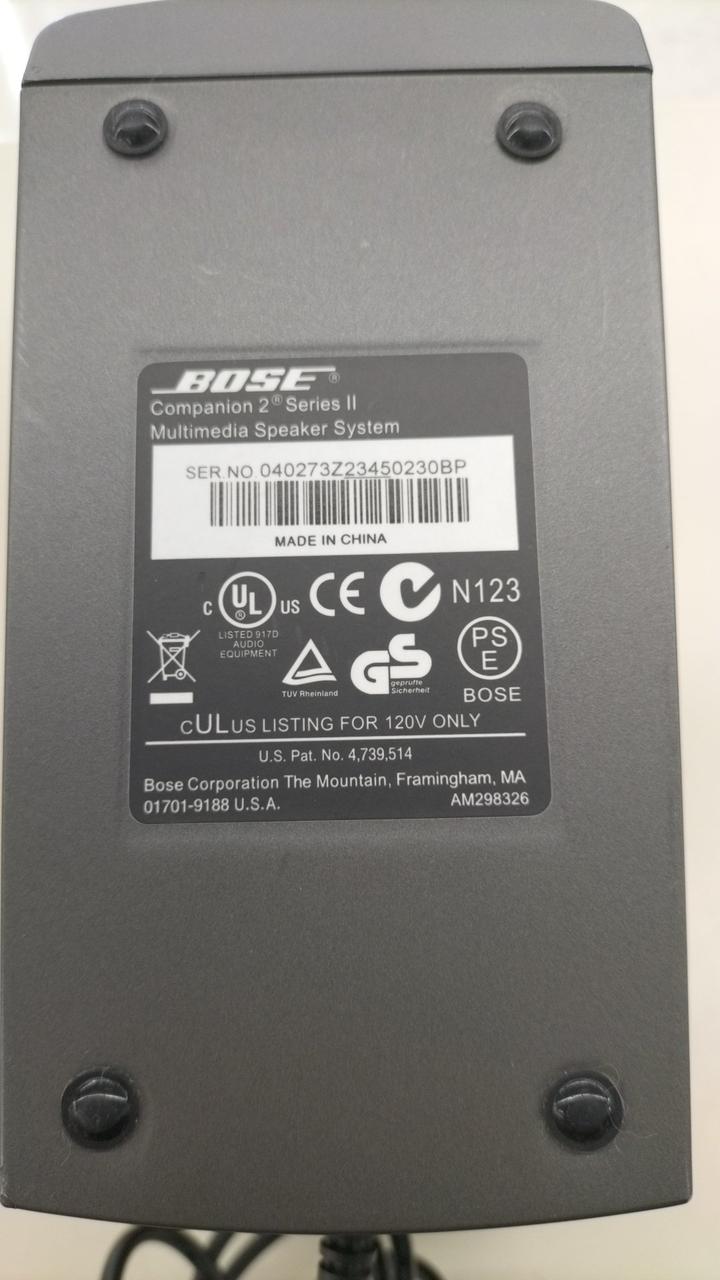 BOSE®
Companion 2® Series II
Multimedia Speaker System
SER.NO.040273Z23450230BP
MADE IN CHINA
C UL® US CE N123
LISTED 917D
AUDIO
EQUIPMENT
TUV Rheinland
GS
geprüfte
Sicherheit
PS
E
BOSE
CULUS LISTING FOR 120V ONLY
U.S. Pat. No. 4,739,514
Bose Corporation The Mountain, Framingham, MA
01701-9188 U.S.A. AM298326